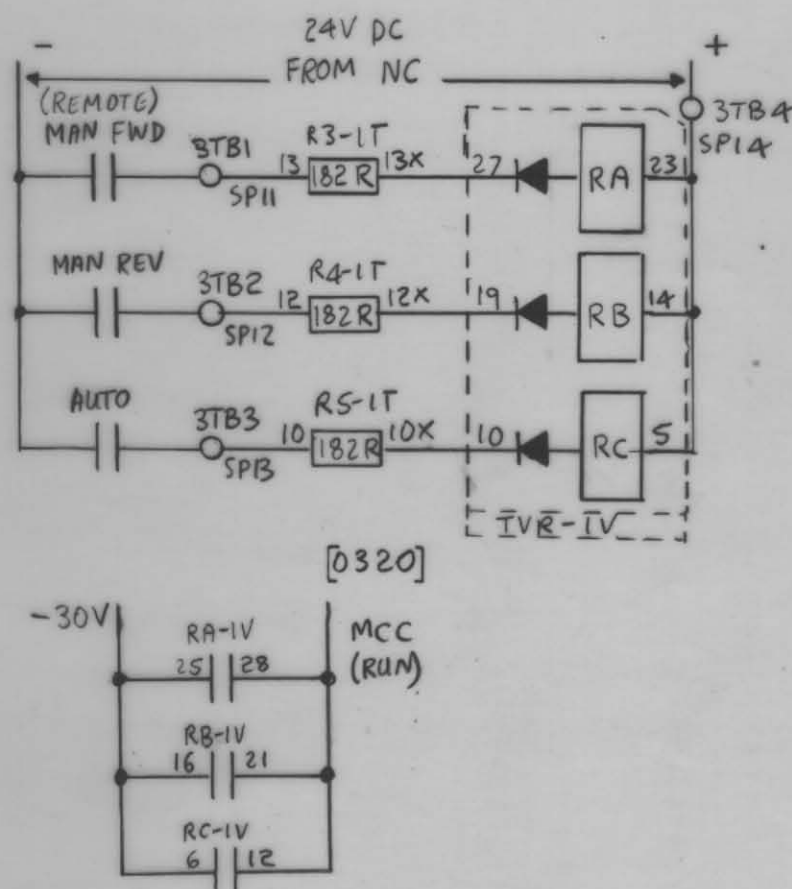 24V DC
- FROM NC +
(REMOTE)
MAN FWD
3TB1
SP11
13
R3-1T
182R
13X
27
RA
23
3TB4
SP14
MAN REV
3TB2
SP12
12
R4-1T
182R
12X
19
RB
14
AUTO
3TB3
SP13
10
R5-1T
182R
10X
10
RC
5
IVR-IV
[0320]
-30V
MCC
(RUN)
RA-1V
25 28
RB-1V
16 21
RC-1V
6 12